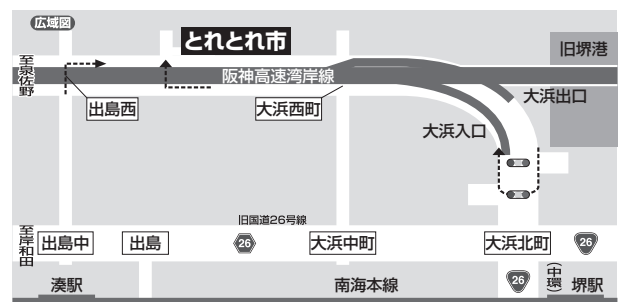 広域図
とれとれ市
旧堺港
至泉佐野
阪神高速湾岸線
出島西
大浜西町
大浜出口
大浜入口
旧国道26号線
至岸和田
出島中
出島
26
大浜中町
大浜北町
26
湊駅
南海本線
26
(中環)
堺駅